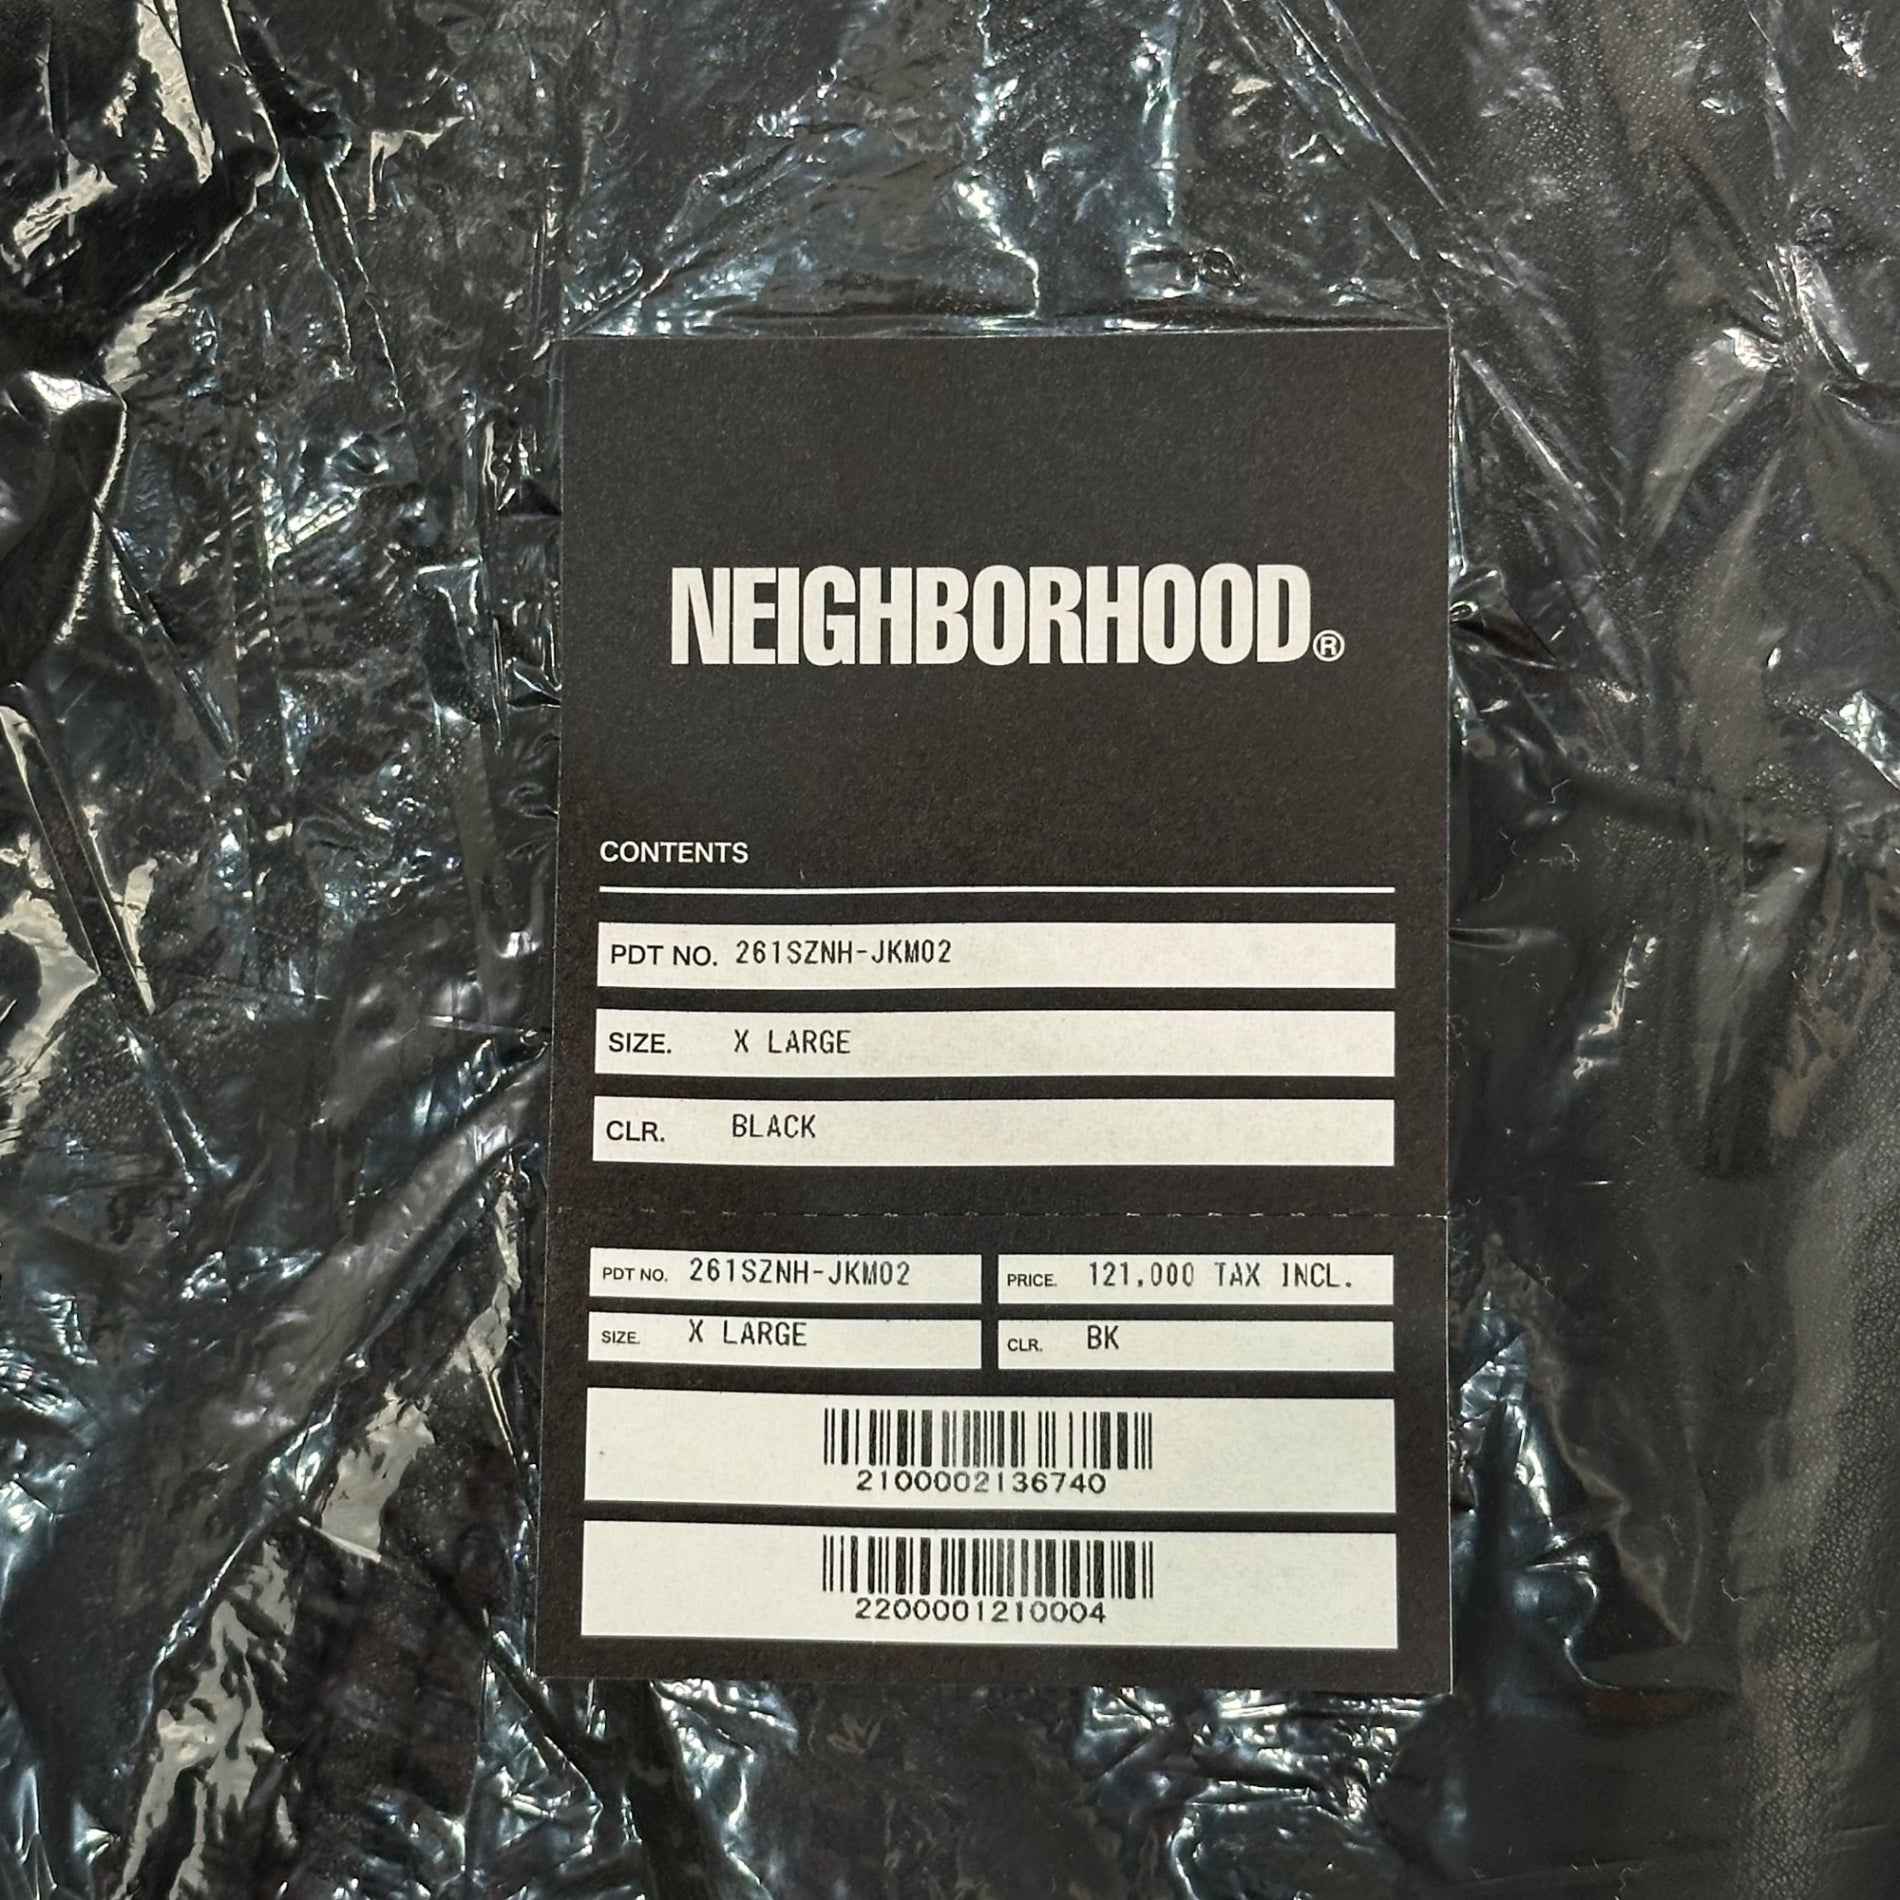 NEIGHBORHOOD®
CONTENTS
PDT NO. 261SZNH-JKM02
SIZE. X LARGE
CLR. BLACK
PDT NO. 261SZNH-JKM02 PRICE. 121,000 TAX INCL.
SIZE. X LARGE CLR. BK
2100002136740
2200001210004